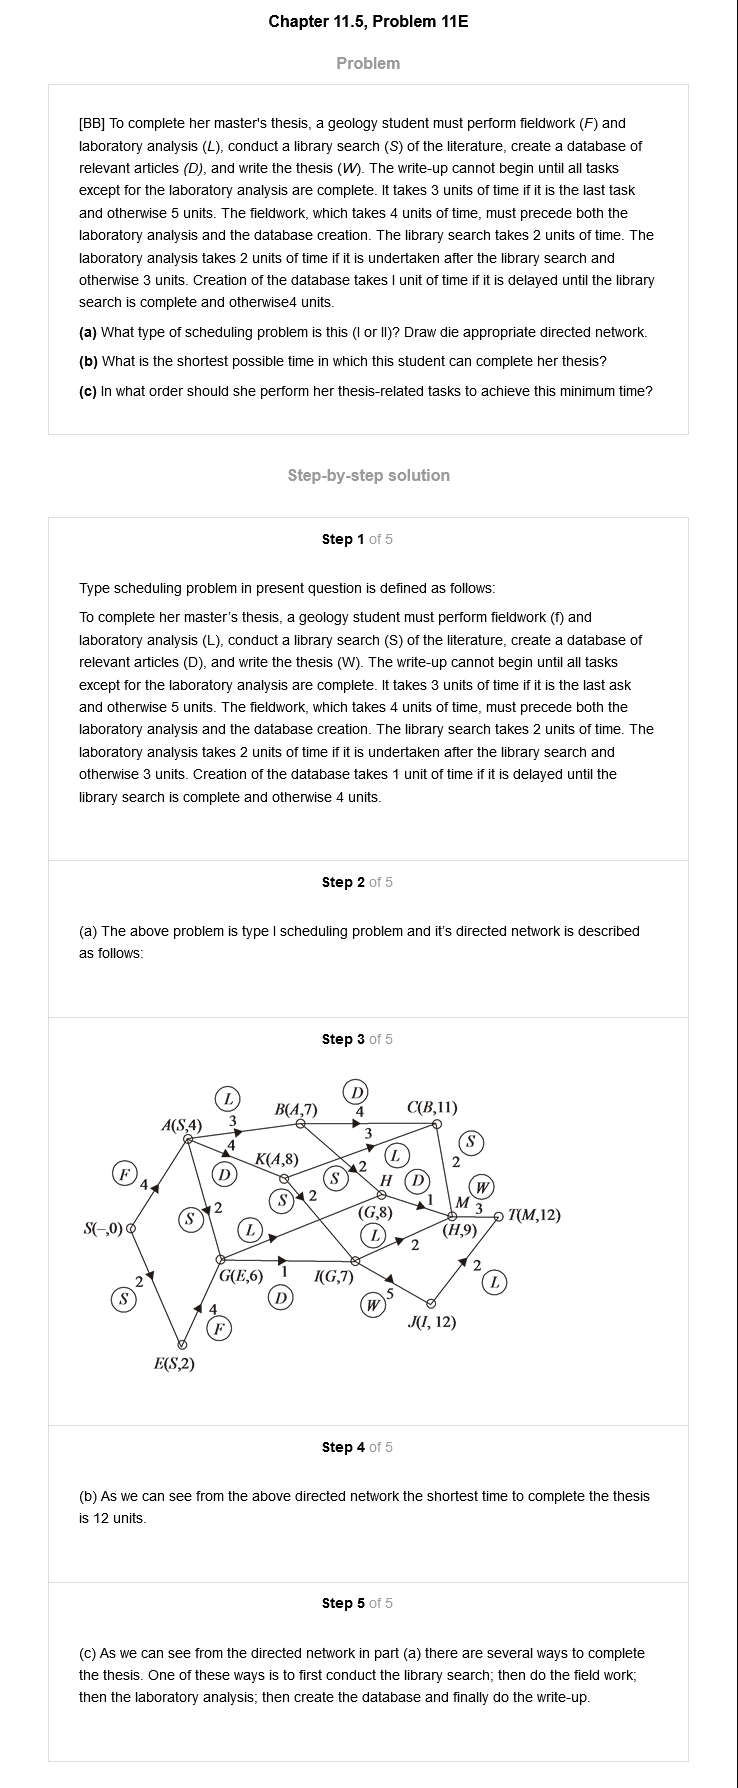 Chapter 11.5, Problem 11E
Problem
[BB] To complete her master's thesis, a geology student must perform fieldwork (F) and
laboratory analysis (L), conduct a library search (S) of the literature, create a database of
relevant articles (D), and write the thesis (W). The write-up cannot begin until all tasks
except for the laboratory analysis are complete. It takes 3 units of time if it is the last task
and otherwise 5 units. The fieldwork, which takes 4 units of time, must precede both the
laboratory analysis and the database creation. The library search takes 2 units of time. The
laboratory analysis takes 2 units of time if it is undertaken after the library search and
otherwise 3 units. Creation of the database takes I unit of time if it is delayed until the library
search is complete and otherwise4 units.
(a) What type of scheduling problem is this (I or II)? Draw die appropriate directed network.
(b) What is the shortest possible time in which this student can complete her thesis?
(c) In what order should she perform her thesis-related tasks to achieve this minimum time?
Step-by-step solution
Step 1 of 5
Type scheduling problem in present question is defined as follows:
To complete her master’s thesis, a geology student must perform fieldwork (f) and
laboratory analysis (L), conduct a library search (S) of the literature, create a database of
relevant articles (D), and write the thesis (W). The write-up cannot begin until all tasks
except for the laboratory analysis are complete. It takes 3 units of time if it is the last ask
and otherwise 5 units. The fieldwork, which takes 4 units of time, must precede both the
laboratory analysis and the database creation. The library search takes 2 units of time. The
laboratory analysis takes 2 units of time if it is undertaken after the library search and
otherwise 3 units. Creation of the database takes 1 unit of time if it is delayed until the
library search is complete and otherwise 4 units.
Step 2 of 5
(a) The above problem is type I scheduling problem and it’s directed network is described
as follows:
Step 3 of 5
L D
B(A,7) 4 C(B,11)
A(S,4) 3
3 S
4 K(A,8) L 2
F 4 D S 2 H D W
S 2 S 2 (G,8) 1 M 3 T(M,12)
S(–,0) L L 2 (H,9)
2 G(E,6) 1 I(G,7) 2 L
S 4 D W 5
F J(I, 12)
E(S,2)
Step 4 of 5
(b) As we can see from the above directed network the shortest time to complete the thesis
is 12 units.
Step 5 of 5
(c) As we can see from the directed network in part (a) there are several ways to complete
the thesis. One of these ways is to first conduct the library search; then do the field work;
then the laboratory analysis; then create the database and finally do the write-up.